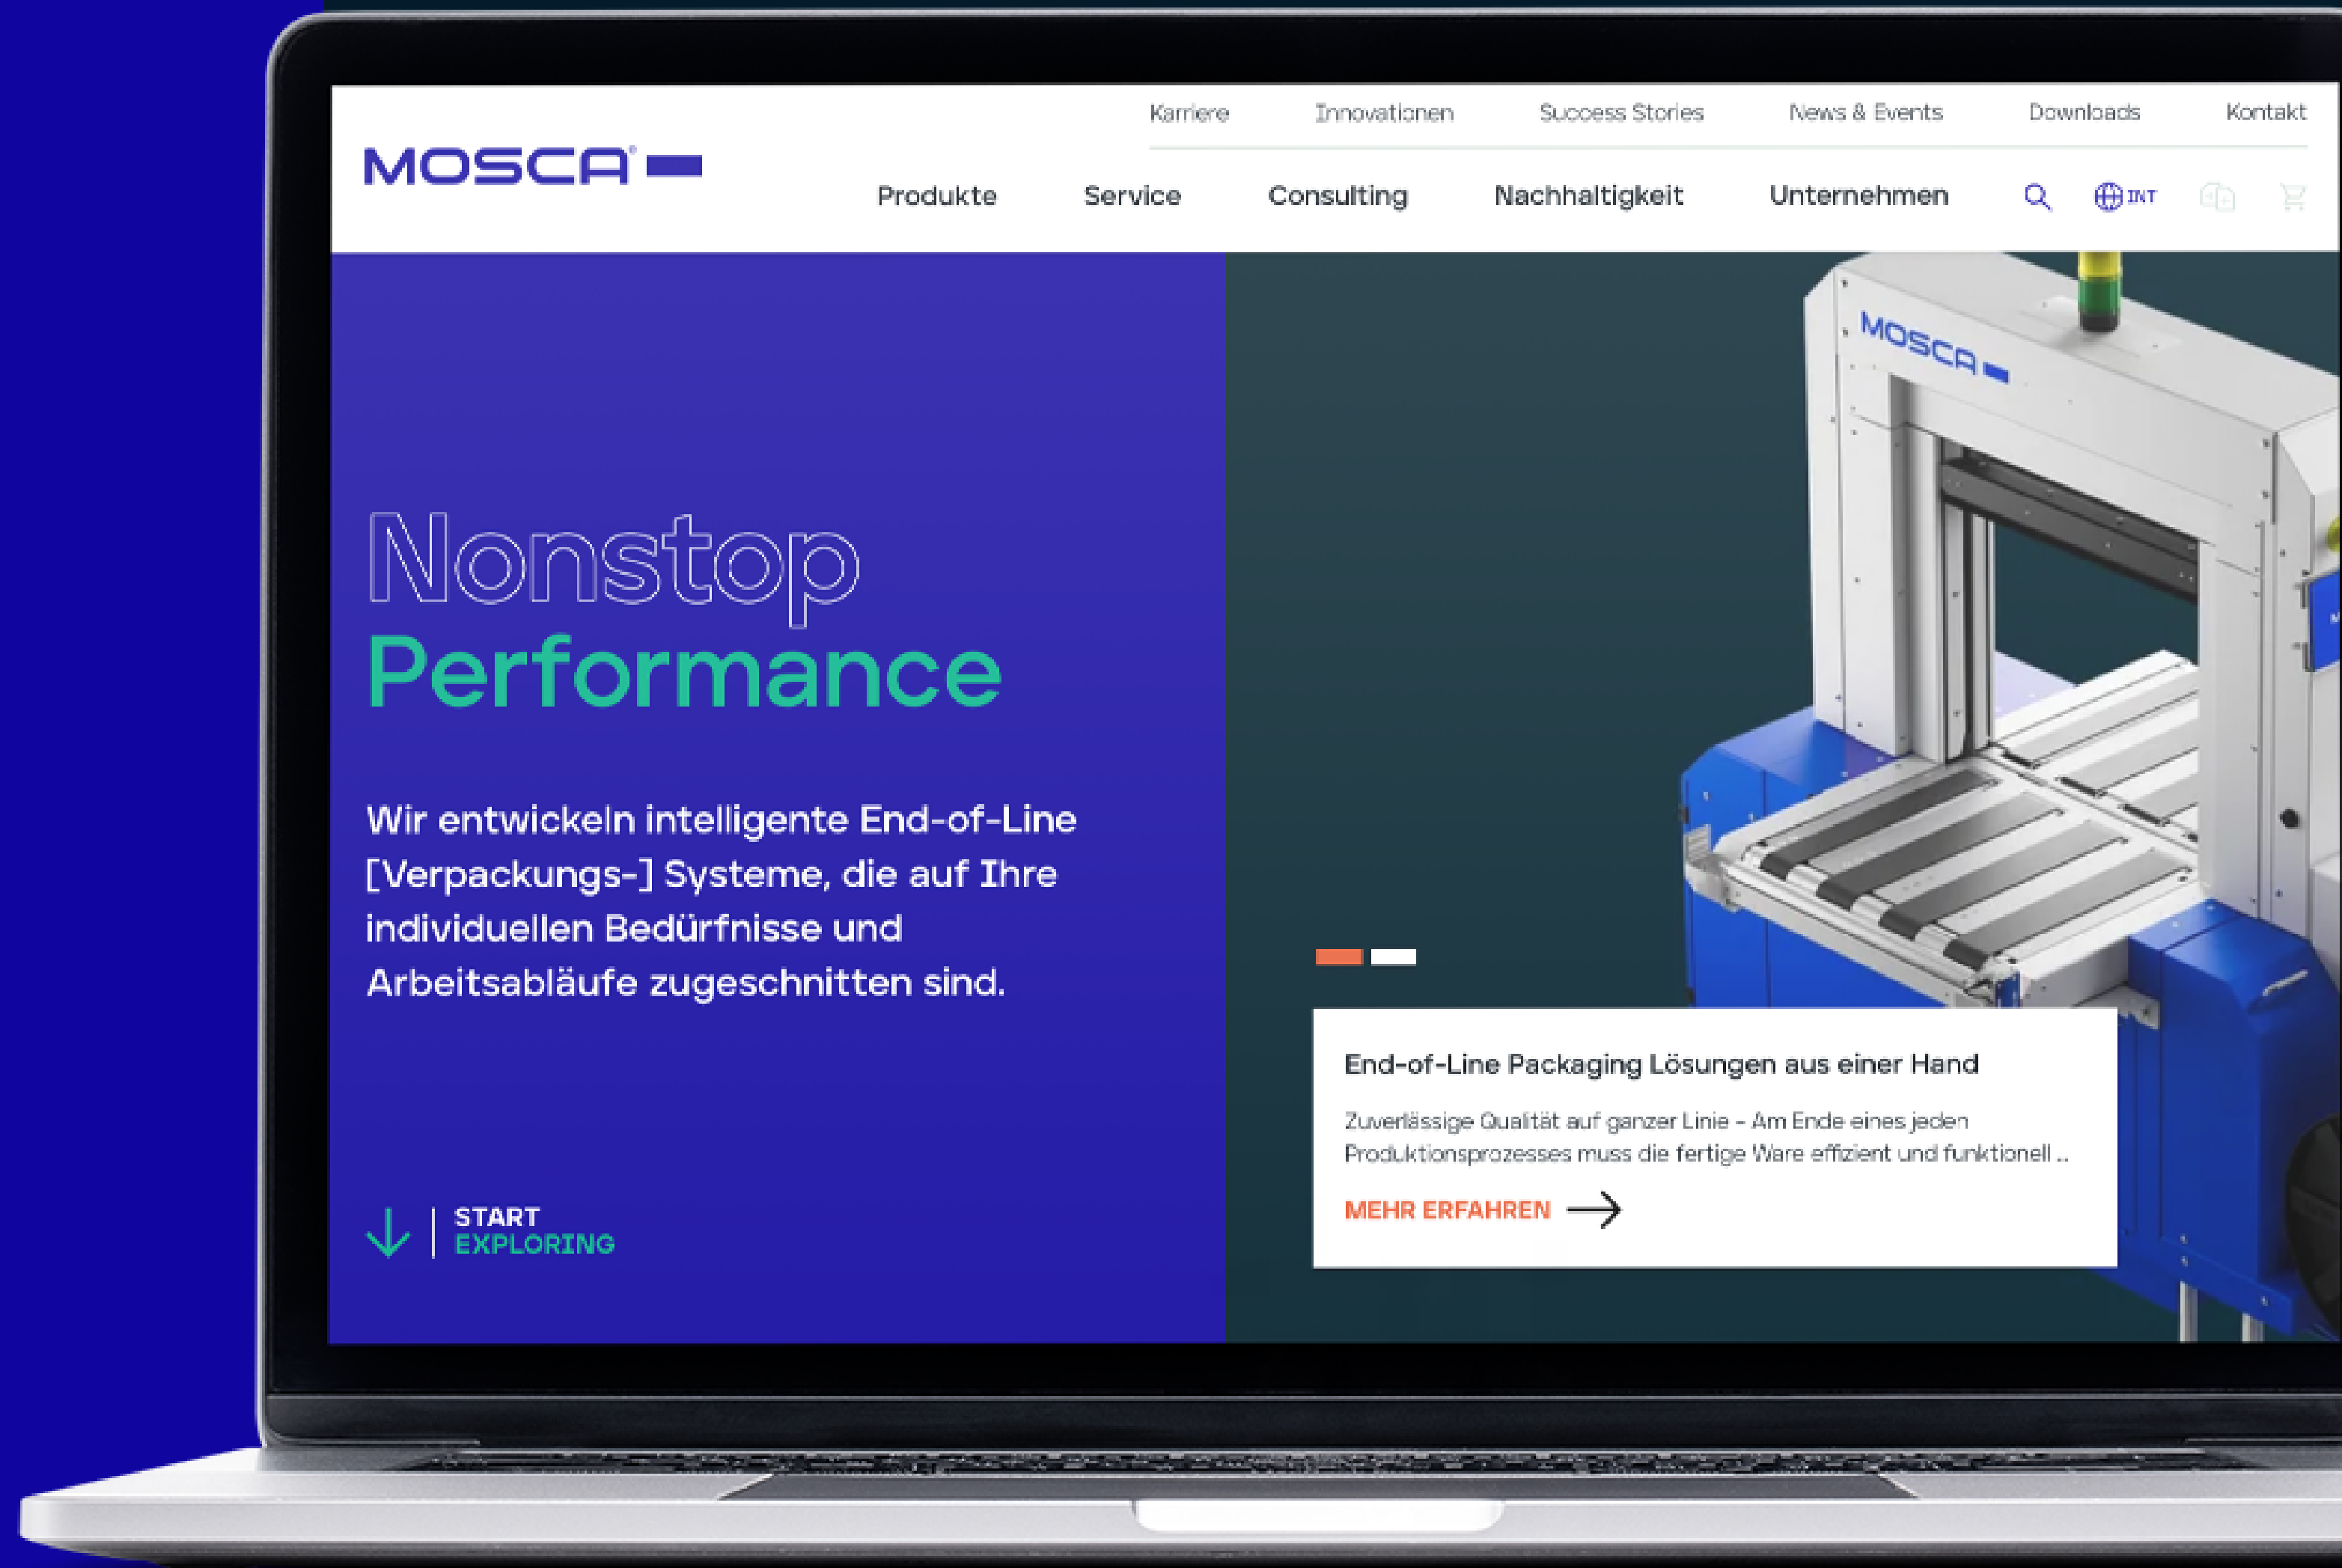 Karriere Innovationen Success Stories News & Events Downloads Kontakt
MOSCA®
Produkte Service Consulting Nachhaltigkeit Unternehmen INT
MOSCA
Nonstop
Performance
Wir entwickeln intelligente End-of-Line
[Verpackungs-] Systeme, die auf Ihre
individuellen Bedürfnisse und
Arbeitsabläufe zugeschnitten sind.
START
EXPLORING
End-of-Line Packaging Lösungen aus einer Hand
Zuverlässige Qualität auf ganzer Linie – Am Ende eines jeden
Produktionsprozesses muss die fertige Ware effizient und funktionell ...
MEHR ERFAHREN